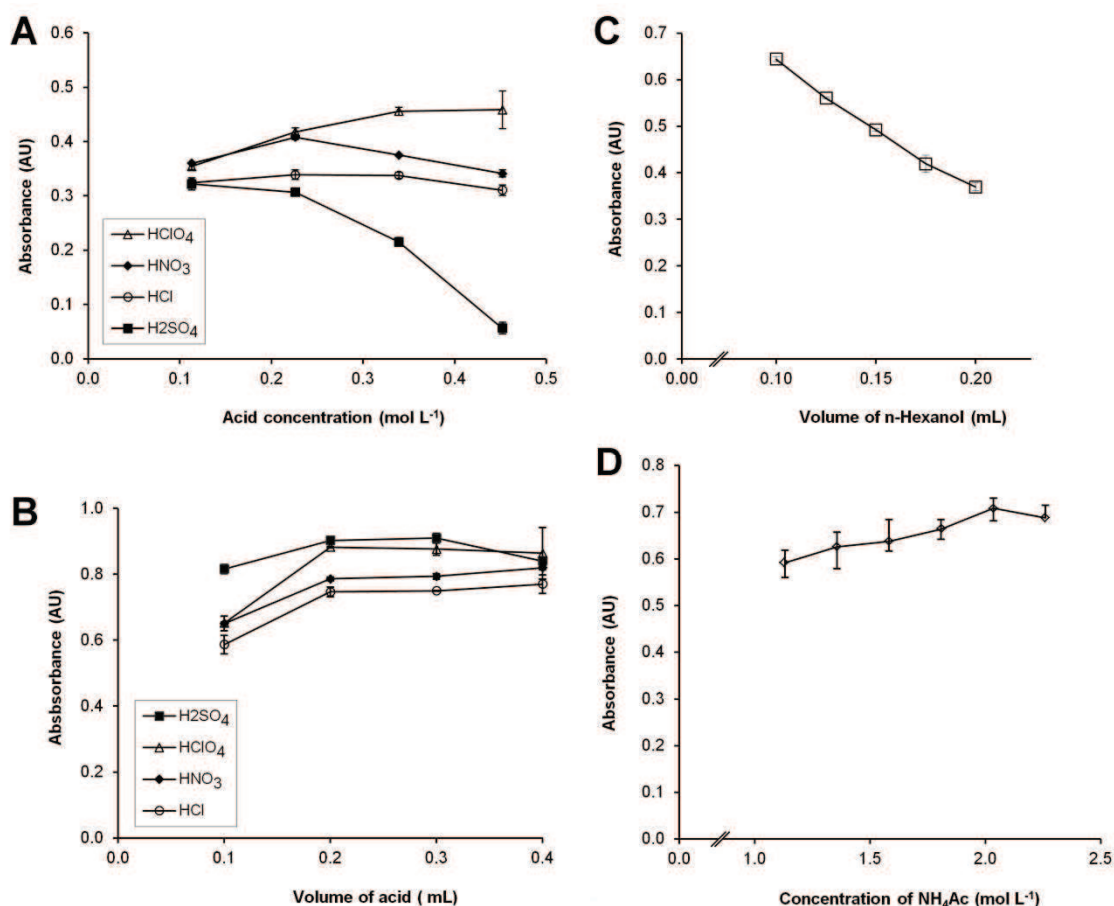 A
0.6
0.5
0.4
0.3
0.2
0.1
0.0
Absorbance (AU)
HClO4
HNO3
HCl
H2SO4
0.0 0.1 0.2 0.3 0.4 0.5
Acid concentration (mol L-1)
C
0.7
0.6
0.5
0.4
0.3
0.2
0.1
0.0
Absorbance (AU)
0.00 0.10 0.15 0.20
Volume of n-Hexanol (mL)
B
1.0
0.8
0.6
0.4
0.2
0.0
Absbsorbance (AU)
H2SO4
HClO4
HNO3
HCl
0.0 0.1 0.2 0.3 0.4
Volume of acid ( mL)
D
0.8
0.7
0.6
0.5
0.4
0.3
0.2
0.1
0.0
Absorbance (AU)
0.0 1.0 1.5 2.0 2.5
Concentration of NH4Ac (mol L-1)